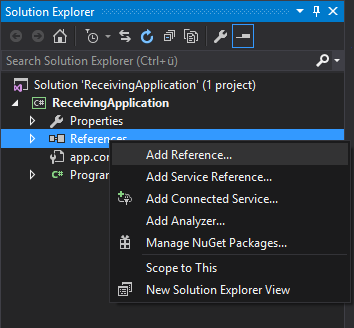 Solution Explorer
Search Solution Explorer (Ctrl+ü)
Solution 'ReceivingApplication' (1 project)
C# ReceivingApplication
Properties
References
app.con
C# Program
Add Reference...
Add Service Reference...
Add Connected Service...
Add Analyzer...
Manage NuGet Packages...
Scope to This
New Solution Explorer View